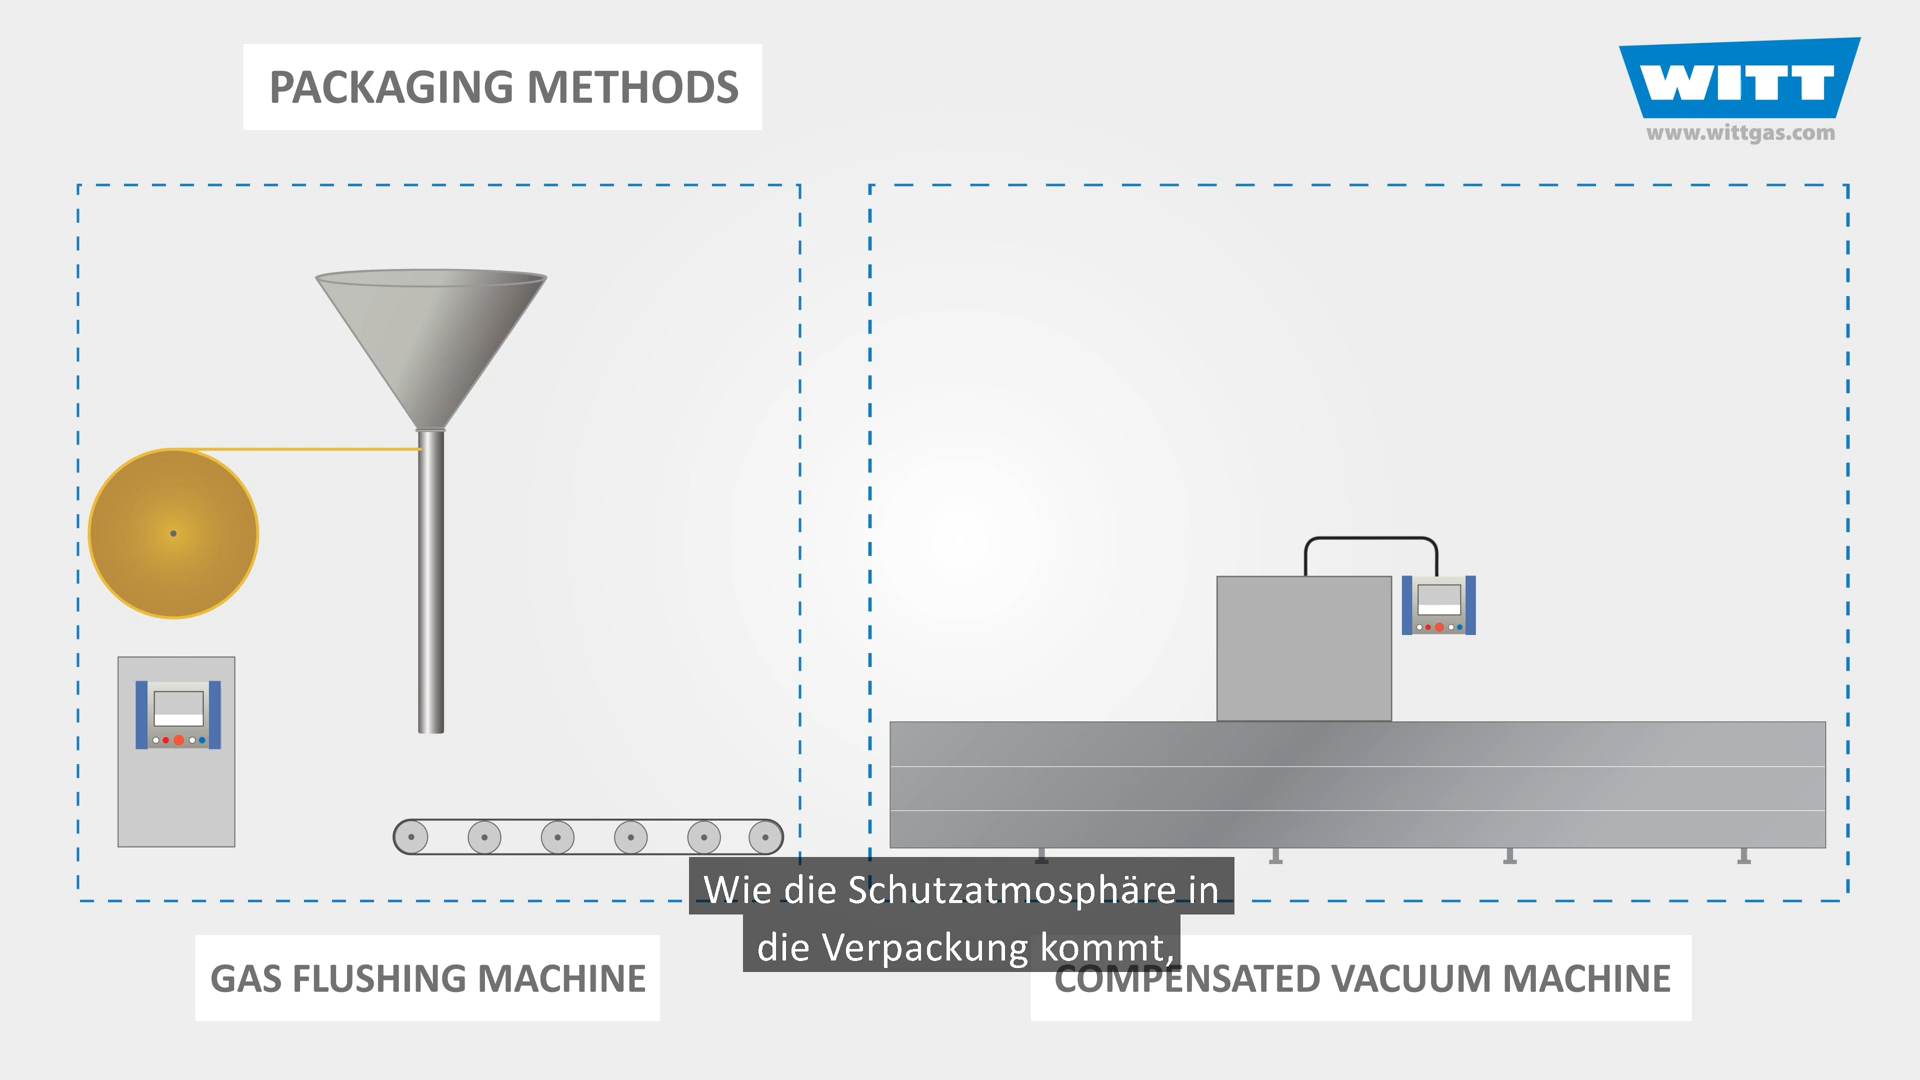 PACKAGING METHODS
WITT
www.wittgas.com
Wie die Schutzatmosphäre in
die Verpackung kommt,
GAS FLUSHING MACHINE
COMPENSATED VACUUM MACHINE